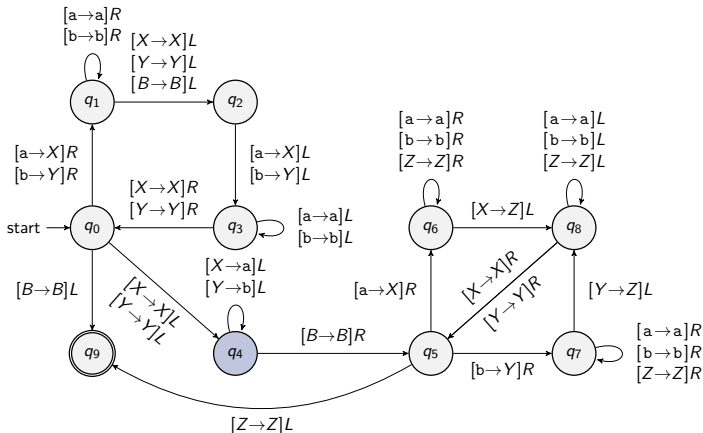 [a→a]R
[b→b]R
[X→X]L
[Y→Y]L
[B→B]L
q1
q2
[a→X]R
[b→Y]R
[a→X]L
[b→Y]L
[X→X]R
[Y→Y]R
start
q0
q3
[a→a]L
[b→b]L
[a→a]R
[b→b]R
[Z→Z]R
[a→a]L
[b→b]L
[Z→Z]L
q6
[X→Z]L
q8
[B→B]L
[X→X]L
[Y→Y]L
[X→a]L
[Y→b]L
[a→X]R
[X→X]R
[Y→Y]R
[Y→Z]L
q9
q4
[B→B]R
q5
[b→Y]R
q7
[a→a]R
[b→b]R
[Z→Z]R
[Z→Z]L